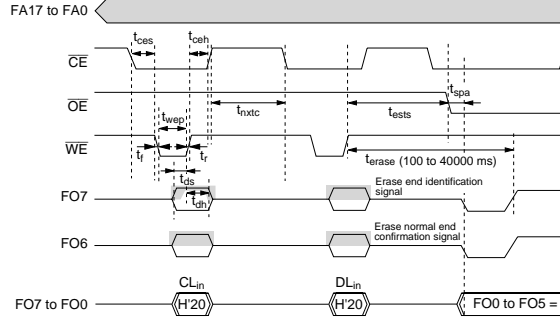 FA17 to FA0
tces
tceh
CE
tspa
OE
tnxtc
tests
twep
WE
tf
tr
terase (100 to 40000 ms)
tds
FO7
tdh
Erase end identification
signal
FO6
Erase normal end
confirmation signal
CLin
DLin
FO7 to FO0
H'20
H'20
FO0 to FO5 =